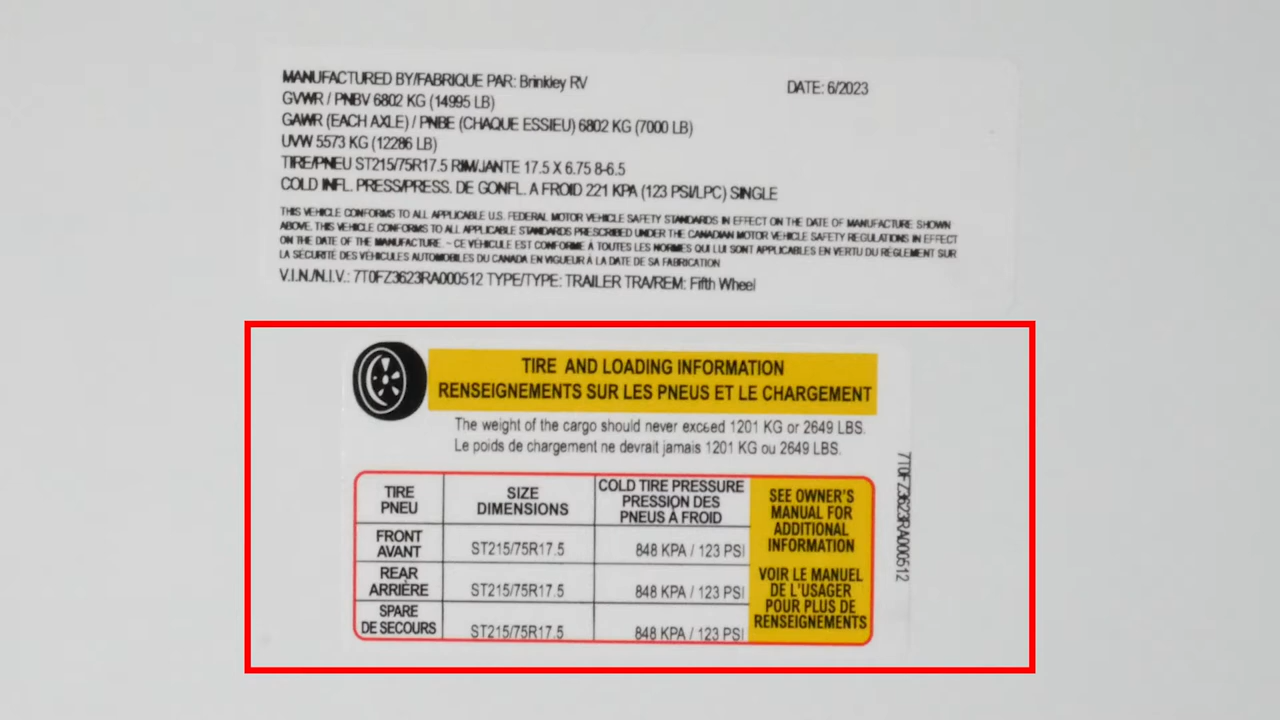 MANUFACTURED BY/FABRIQUE PAR: Brinkley RV
DATE: 6/2023
GVWR / PNBV 6802 KG (14995 LB)
GAWR (EACH AXLE) / PNBE (CHAQUE ESSIEU) 6802 KG (7000 LB)
UVW 5573 KG (12286 LB)
TIRE/PNEU ST215/75R17.5 RIM/JANTE 17.5 X 6.75 8-6.5
COLD INFL. PRESS/PRESS. DE GONFL. A FROID 221 KPA (123 PSI/LPC) SINGLE
THIS VEHICLE CONFORMS TO ALL APPLICABLE U.S. FEDERAL MOTOR VEHICLE SAFETY STANDARDS IN EFFECT ON THE DATE OF MANUFACTURE SHOWN
ABOVE. THIS VEHICLE CONFORMS TO ALL APPLICABLE STANDARDS PRESCRIBED UNDER THE CANADIAN MOTOR VEHICLE SAFETY REGULATIONS IN EFFECT
ON THE DATE OF THE MANUFACTURE. - CE VEHICULE EST CONFORME À TOUTES LES NORMES QUI LUI SONT APPLICABLES EN VERTU DU RÉGLEMENT SUR
LA SÉCURITÉ DES VÉHICULES AUTOMOBILES DU CANADA EN VIGUEUR À LA DATE DE SA FABRICATION
V.I.N./N.I.V.: 7T0FZ3623RA000512 TYPE/TYPE: TRAILER TRA/REM: Fifth Wheel
TIRE AND LOADING INFORMATION
RENSEIGNEMENTS SUR LES PNEUS ET LE CHARGEMENT
The weight of the cargo should never exceed 1201 KG or 2649 LBS.
Le poids de chargement ne devrait jamais 1201 KG ou 2649 LBS.
TIRE
PNEU
SIZE
DIMENSIONS
COLD TIRE PRESSURE
PRESSION DES
PNEUS À FROID
FRONT
AVANT
ST215/75R17.5
848 KPA / 123 PSI
REAR
ARRIÈRE
ST215/75R17.5
848 KPA / 123 PSI
SPARE
DE SECOURS
ST215/75R17.5
848 KPA / 123 PSI
SEE OWNER'S
MANUAL FOR
ADDITIONAL
INFORMATION
VOIR LE MANUEL
DE L'USAGER
POUR PLUS DE
RENSEIGNEMENTS
7T0FZ3623RA000512